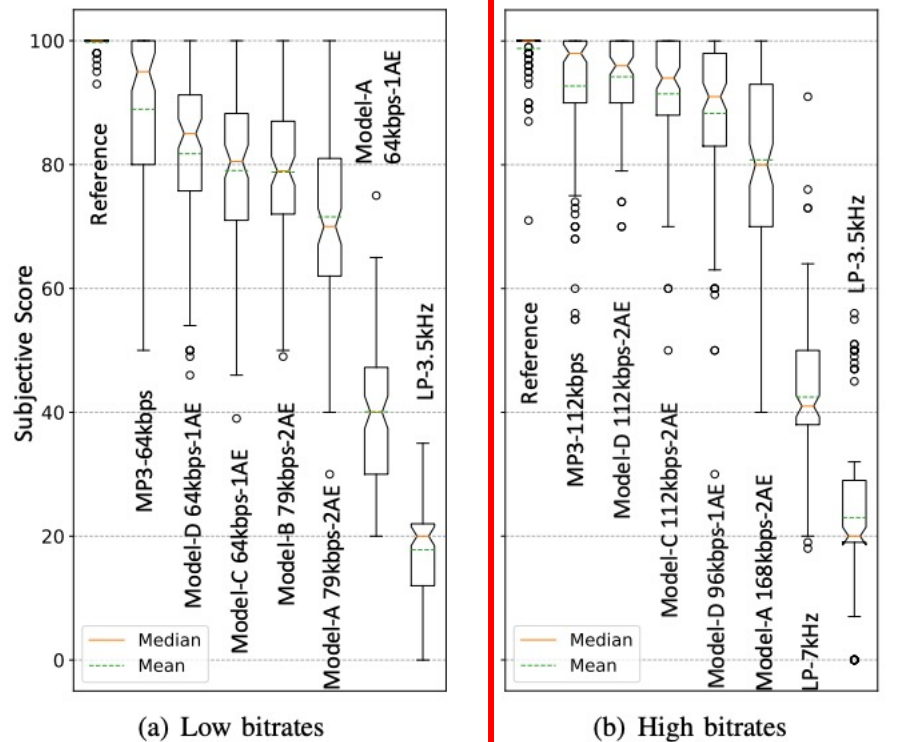 100
80
60
40
20
0
Subjective Score
Reference
MP3-64kbps
Model-D 64kbps-1AE
Model-C 64kbps-1AE
Model-B 79kbps-2AE
Model-A 79kbps-2AE
Model-A
64kbps-1AE
LP-3.5kHz
Median
Mean
(a) Low bitrates
Reference
MP3-112kbps
Model-D 112kbps-2AE
Model-C 112kbps-2AE
Model-D 96kbps-1AE
Model-A 168kbps-2AE
LP-7kHz
LP-3.5kHz
Median
Mean
(b) High bitrates